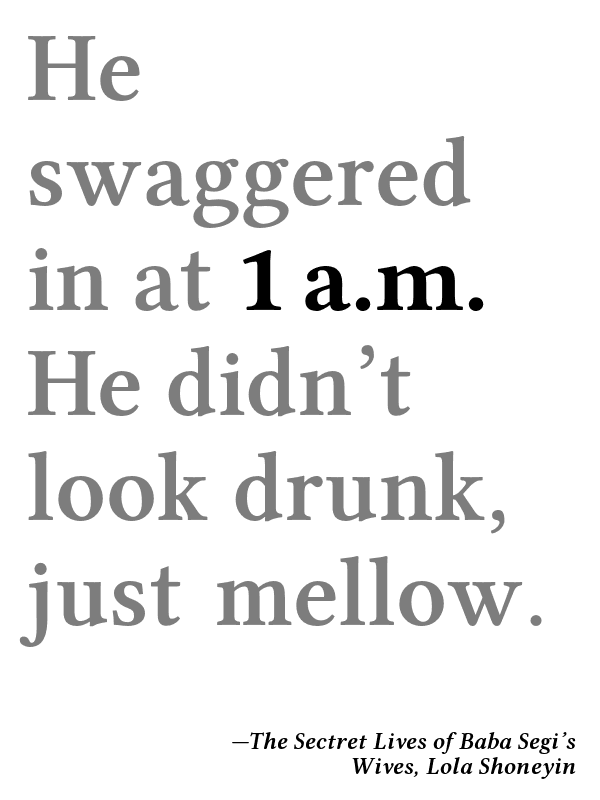 He
swaggered
in at 1 a.m.
He didn’t
look drunk,
just mellow.
—The Sectret Lives of Baba Segi’s
Wives, Lola Shoneyin